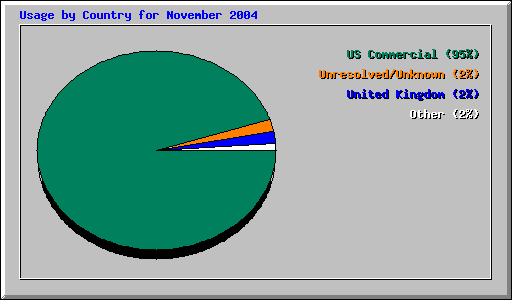 Usage by Country for November 2004
US Commercial (95%)
Unresolved/Unknown (2%)
United Kingdom (2%)
Other (2%)